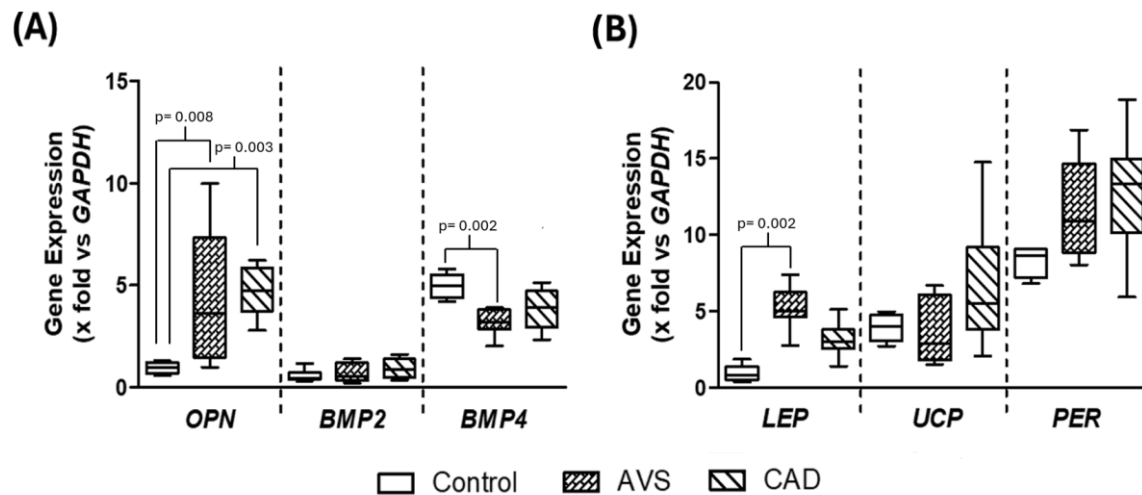 (A)
Gene Expression
(x fold vs GAPDH)
15
10
5
0
p= 0.008
p= 0.003
p= 0.002
OPN
BMP2
BMP4
(B)
Gene Expression
(x fold vs GAPDH)
20
15
10
5
0
p= 0.002
LEP
UCP
PER
Control
AVS
CAD